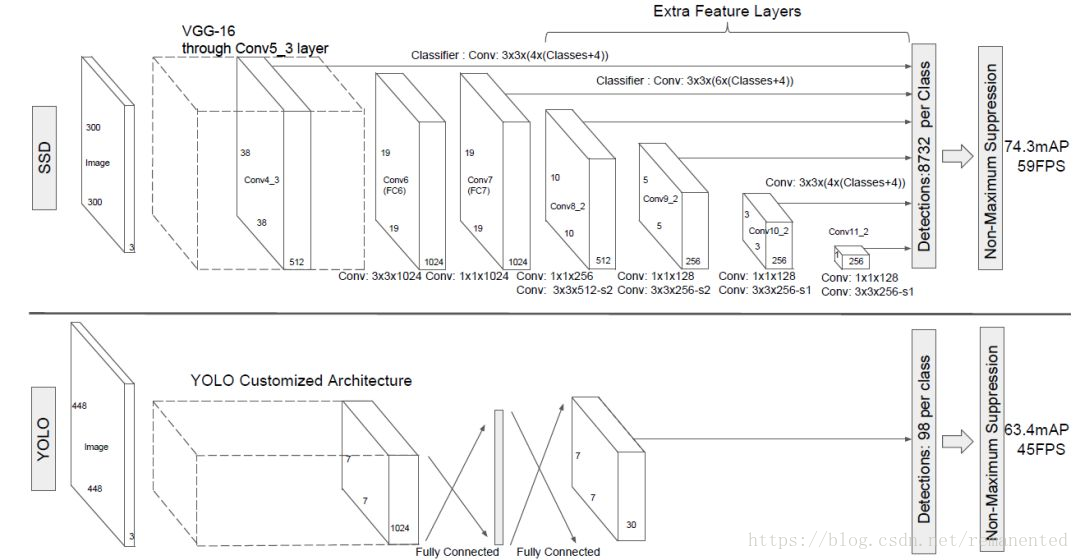 Extra Feature Layers
VGG-16
through Conv5_3 layer
Classifier : Conv: 3x3x(4x(Classes+4))
Classifier : Conv: 3x3x(6x(Classes+4))
SSD
300
Image
300
3
38
Conv4_3
38
512
19
Conv6
(FC6)
19
1024
19
Conv7
(FC7)
19
1024
10
Conv8_2
10
512
5
Conv9_2
5
256
Conv: 3x3x(4x(Classes+4))
3
Conv10_2
3
256
Conv11_2
1
256
Detections:8732 per Class
Non-Maximum Suppression
74.3mAP
59FPS
Conv: 3x3x1024
Conv: 1x1x1024
Conv: 1x1x256
Conv: 3x3x512-s2
Conv: 1x1x128
Conv: 3x3x256-s2
Conv: 1x1x128
Conv: 3x3x256-s1
Conv: 1x1x128
Conv: 3x3x256-s1
YOLO
448
Image
448
3
YOLO Customized Architecture
7
7
1024
Fully Connected
Fully Connected
7
7
30
Detections: 98 per class
Non-Maximum Suppression
63.4mAP
45FPS
https://blog.csdn.net/remanented